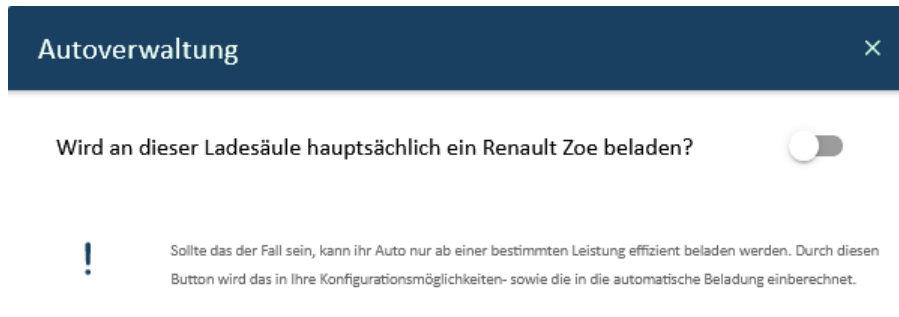 Autoverwaltung
Wird an dieser Ladesäule hauptsächlich ein Renault Zoe beladen?
Sollte das der Fall sein, kann ihr Auto nur ab einer bestimmten Leistung effizient beladen werden. Durch diesen
Button wird das in Ihre Konfigurationsmöglichkeiten- sowie die in die automatische Beladung einberechnet.